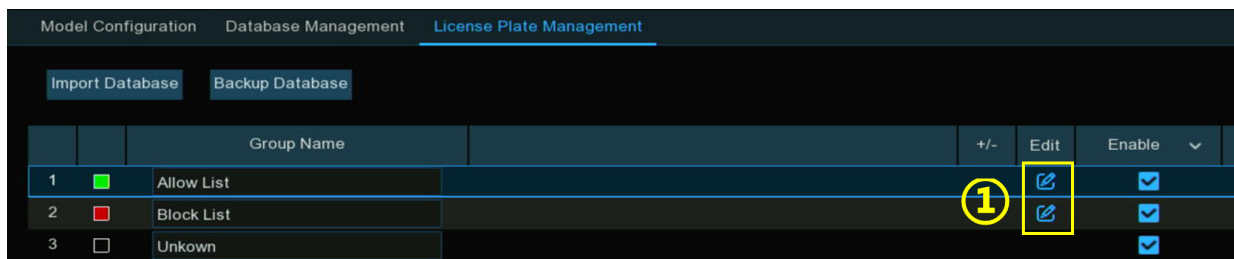 Model Configuration Database Management License Plate Management
Import Database Backup Database
Group Name +/- Edit Enable
1 Allow List
①
2 Block List
3 Unkown